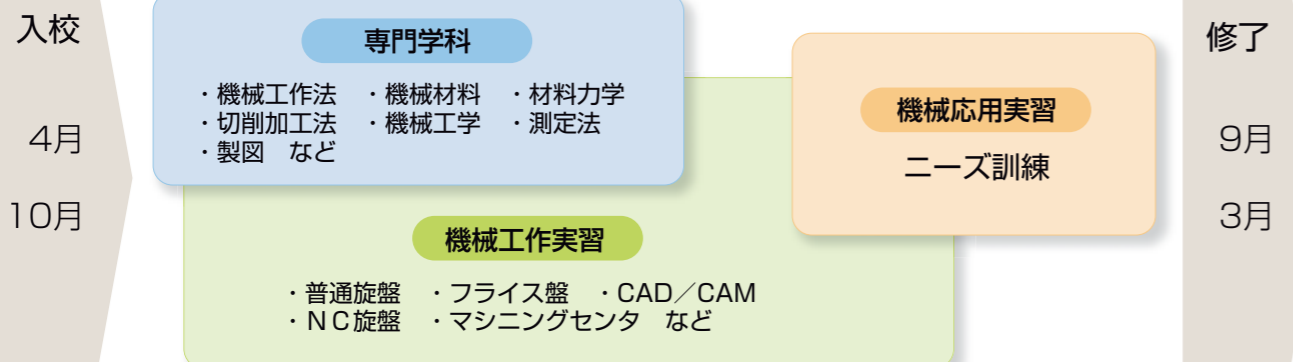 入校
4月
10月
専門学科
・機械工作法 ・機械材料 ・材料力学
・切削加工法 ・機械工学 ・測定法
・製図 など
機械工作実習
・普通旋盤 ・フライス盤 ・CAD／CAM
・ＮＣ旋盤 ・マシニングセンタ など
機械応用実習
ニーズ訓練
修了
9月
3月